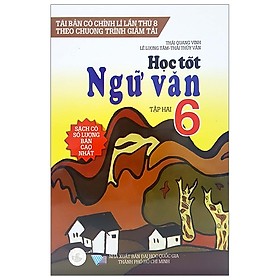 TÁI BẢN CÓ CHỈNH LÍ LẦN THỨ 8
THEO CHƯƠNG TRÌNH GIẢM TẢI
THÁI QUANG VINH
LÊ LƯƠNG TÂM - THÁI THỦY VÂN
Học tốt
Ngữ văn
TẬP HAI
6
SÁCH CÓ
SỐ LƯỢNG
BÁN
CAO NHẤT
NHÀ XUẤT BẢN ĐẠI HỌC QUỐC GIA
THÀNH PHỐ HỒ CHÍ MINH